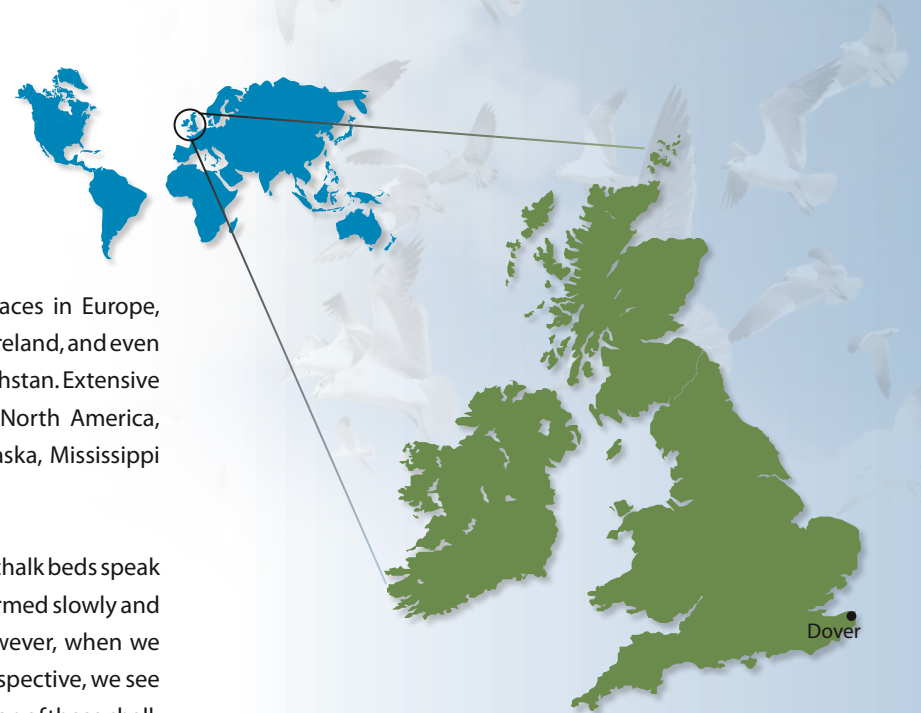 aces in Europe,
reland, and even
hstan. Extensive
North America,
aska, Mississippi
halk beds speak
rmed slowly and
wever, when we
spective, we see
Dover